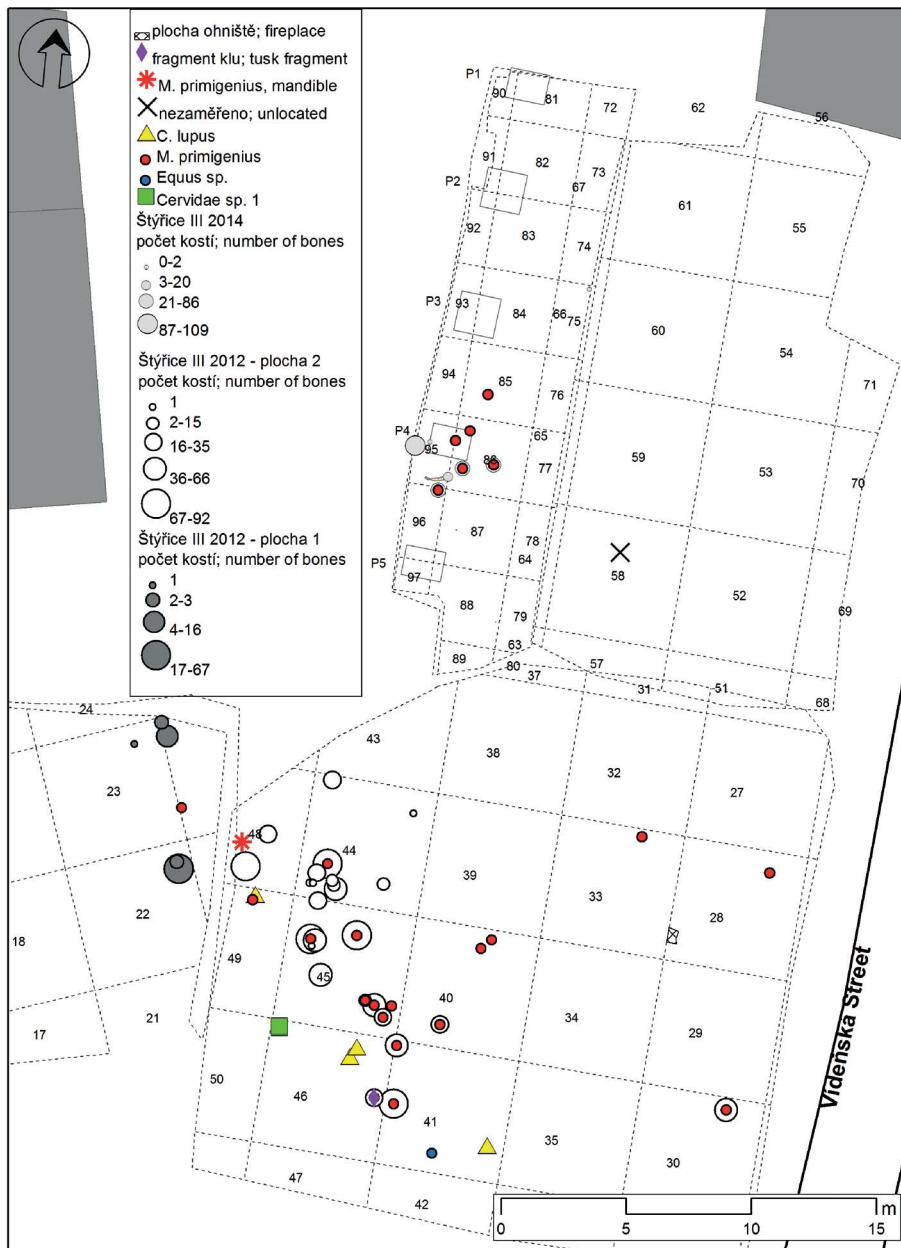 plocha ohniště; fireplace
fragment klu; tusk fragment
M. primigenius, mandible
nezaměřeno; unlocated
C. lupus
M. primigenius
Equus sp.
Cervidae sp. 1
Štýřice III 2014
počet kostí; number of bones
0-2
3-20
21-86
87-109
Štýřice III 2012 - plocha 2
počet kostí; number of bones
1
2-15
16-35
36-66
67-92
Štýřice III 2012 - plocha 1
počet kostí; number of bones
1
2-3
4-16
17-67
P1
90 81 72 62 56
91 82 73
P2 67
61 55
92 83 74
P3 93 84 66 75 60
54
94 85 76 71
P4 95 86 65 77 59 53 70
96 87 78
P5 97 64 58 52
88 79 69
63
89 80 37 57 31 51 68
24 43 38 32 27
23
48 44 39 33 28
22
18 49 45 40 34 29
17 21
50 46 41 35 30
47 42
Vídeňská Street
0 5 10 15 m